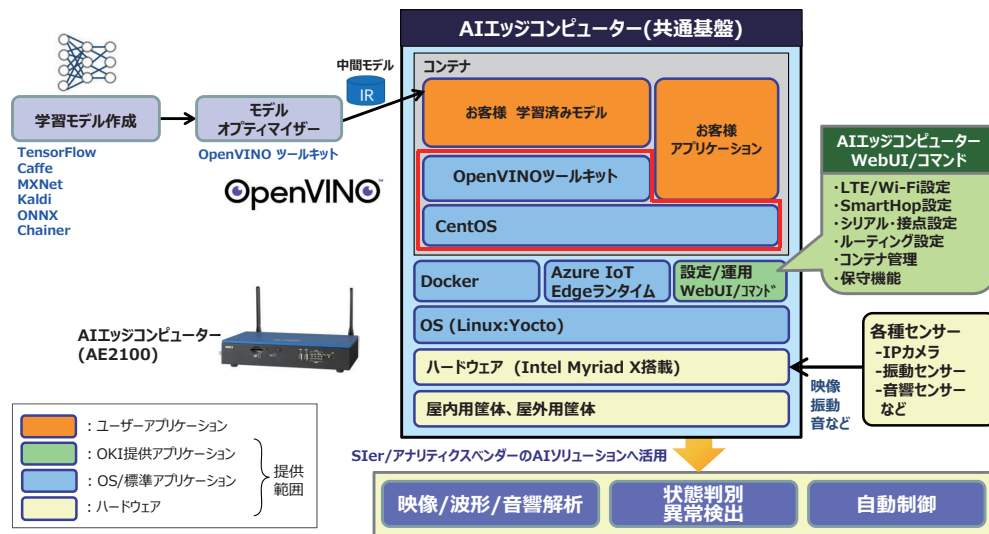 AIエッジコンピューター(共通基盤)
コンテナ
中間モデル
IR
学習モデル作成
モデル
オプティマイザー
お客様 学習済みモデル
お客様
アプリケーション
TensorFlow
Caffe
MXNet
Kaldi
ONNX
Chainer
OpenVINO ツールキット
OpenVINO
OpenVINOツールキット
CentOS
AIエッジコンピューター
WebUI/コマンド
・LTE/Wi-Fi設定
・SmartHop設定
・シリアル・接点設定
・ルーティング設定
・コンテナ管理
・保守機能
Docker
Azure IoT
Edgeランタイム
設定/運用
WebUI/コマンド
OS (Linux:Yocto)
AIエッジコンピューター
(AE2100)
ハードウェア (Intel Myriad X搭載)
屋内用筐体、屋外用筐体
各種センサー
-IPカメラ
-振動センサー
-音響センサー
など
映像
振動
音など
:ユーザーアプリケーション
:OKI提供アプリケーション
:OS/標準アプリケーション
:ハードウェア
提供
範囲
SIer/アナリティクスベンダーのAIソリューションへ活用
映像/波形/音響解析
状態判別
異常検出
自動制御